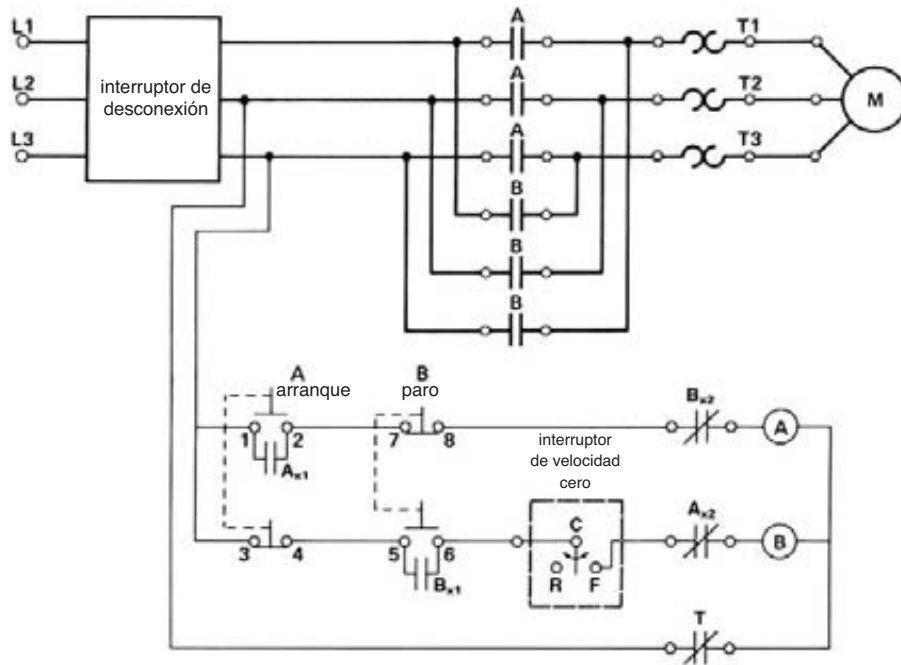 L1
A
T1
interruptor de
desconexión
L2
A
T2
M
L3
A
T3
B
B
B
A
arranque
B
paro
1
2
Ax1
7
8
interruptor
de velocidad
cero
Bx2
A
3
4
5
6
Bx1
C
R
F
Ax2
B
T